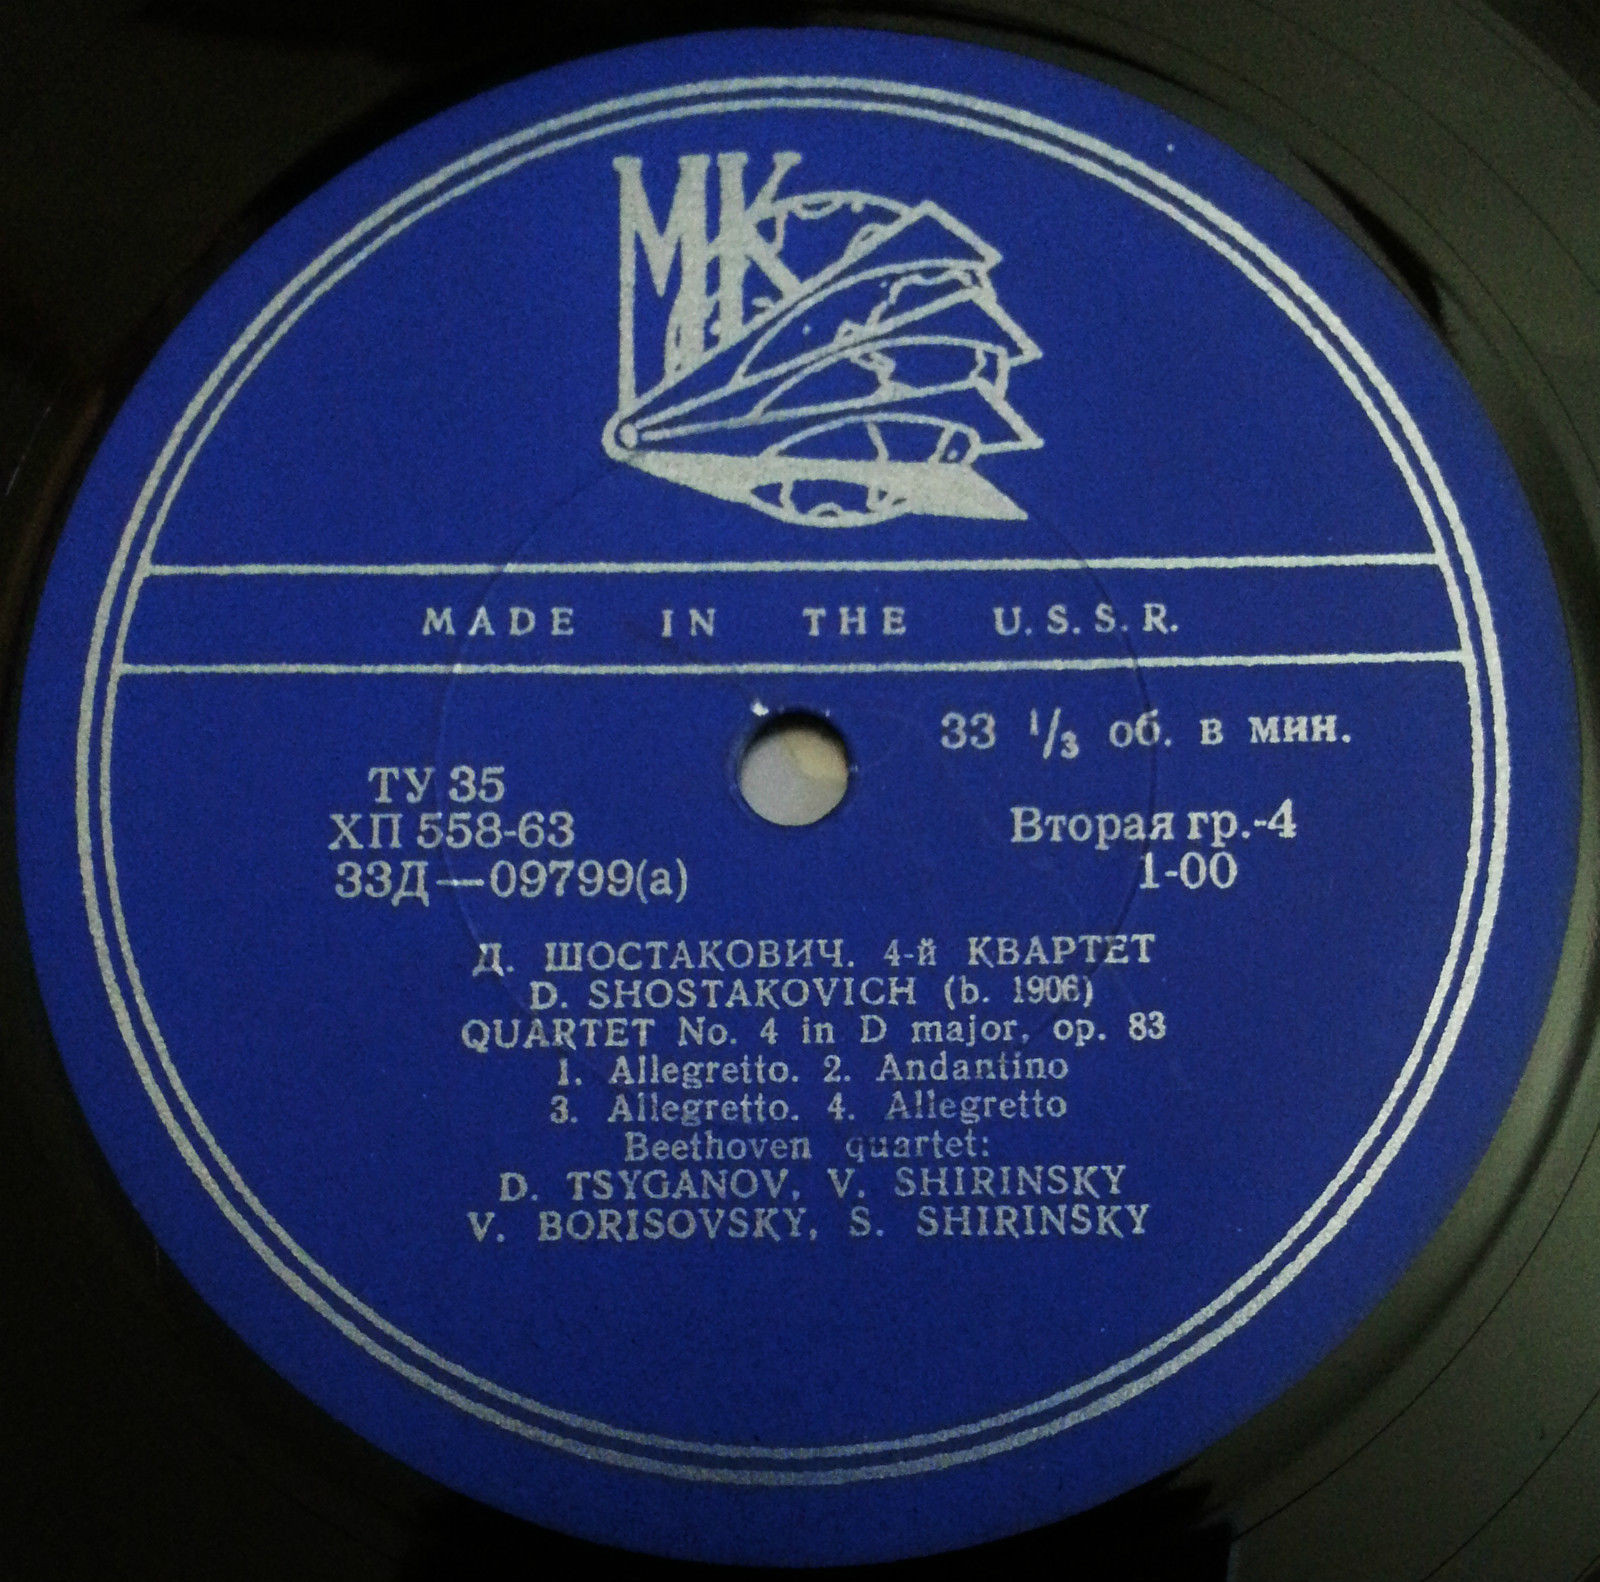 МК
MADE IN THE U.S.S.R.
33 1/3 об. в мин.
ТУ 35
ХП 558-63
33Д—09799(а)
Вторая гр.-4
1-00
Д. ШОСТАКОВИЧ. 4-й КВАРТЕТ
D. SHOSTAKOVICH (b. 1906)
QUARTET No. 4 in D major, op. 83
1. Allegretto. 2. Andantino
3. Allegretto. 4. Allegretto
Beethoven quartet:
D. TSYGANOV, V. SHIRINSKY
V. BORISOVSKY, S. SHIRINSKY